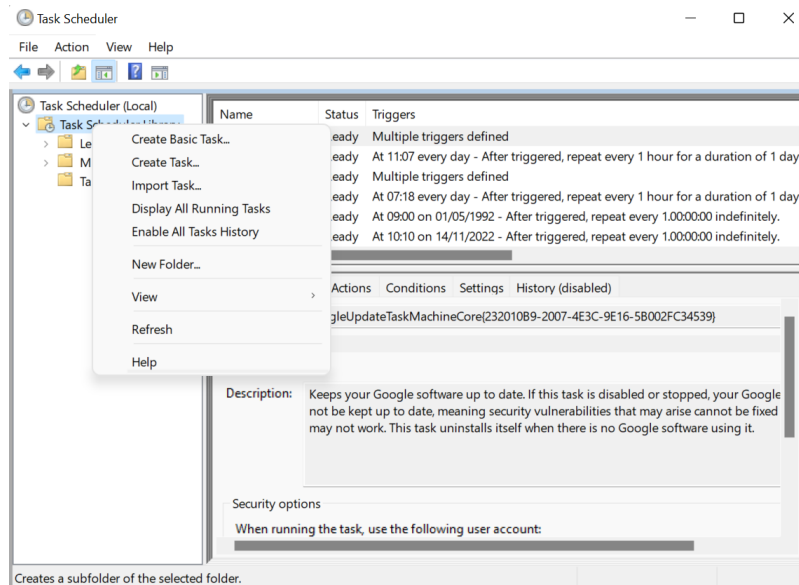 Task Scheduler
File Action View Help
Task Scheduler (Local)
Task Scheduler Library
Le
M
Ta
Create Basic Task...
Create Task...
Import Task...
Display All Running Tasks
Enable All Tasks History
New Folder...
View
Refresh
Help
Name Status Triggers
eady Multiple triggers defined
eady At 11:07 every day - After triggered, repeat every 1 hour for a duration of 1 day
eady Multiple triggers defined
eady At 07:18 every day - After triggered, repeat every 1 hour for a duration of 1 day
eady At 09:00 on 01/05/1992 - After triggered, repeat every 1.00:00:00 indefinitely.
eady At 10:10 on 14/11/2022 - After triggered, repeat every 1.00:00:00 indefinitely.
Actions Conditions Settings History (disabled)
gleUpdateTaskMachineCore{232010B9-2007-4E3C-9E16-5B002FC34539}
Description: Keeps your Google software up to date. If this task is disabled or stopped, your Google
not be kept up to date, meaning security vulnerabilities that may arise cannot be fixed
may not work. This task uninstalls itself when there is no Google software using it.
Security options
When running the task, use the following user account:
Creates a subfolder of the selected folder.